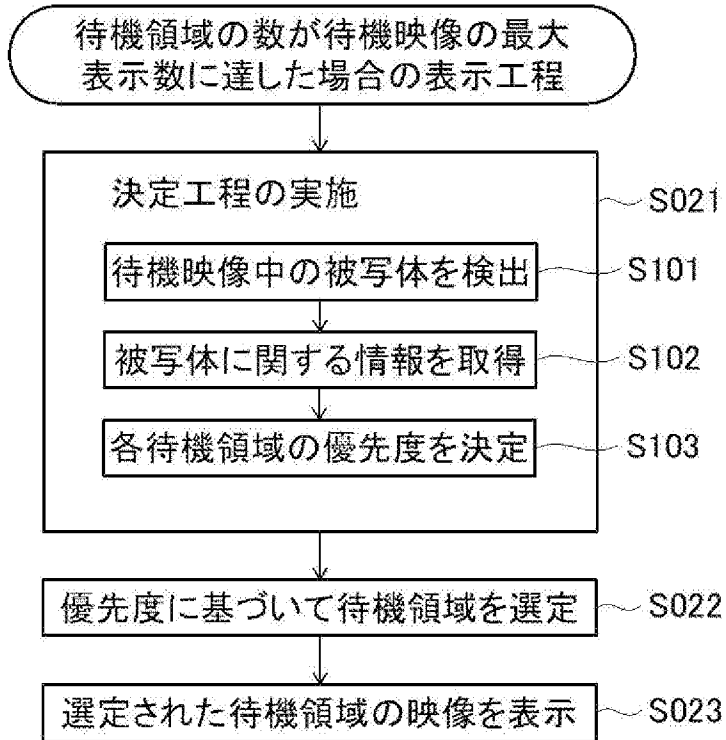 待機領域の数が待機映像の最大
表示数に達した場合の表示工程
決定工程の実施
S021
待機映像中の被写体を検出
S101
被写体に関する情報を取得
S102
各待機領域の優先度を決定
S103
優先度に基づいて待機領域を選定
S022
選定された待機領域の映像を表示
S023